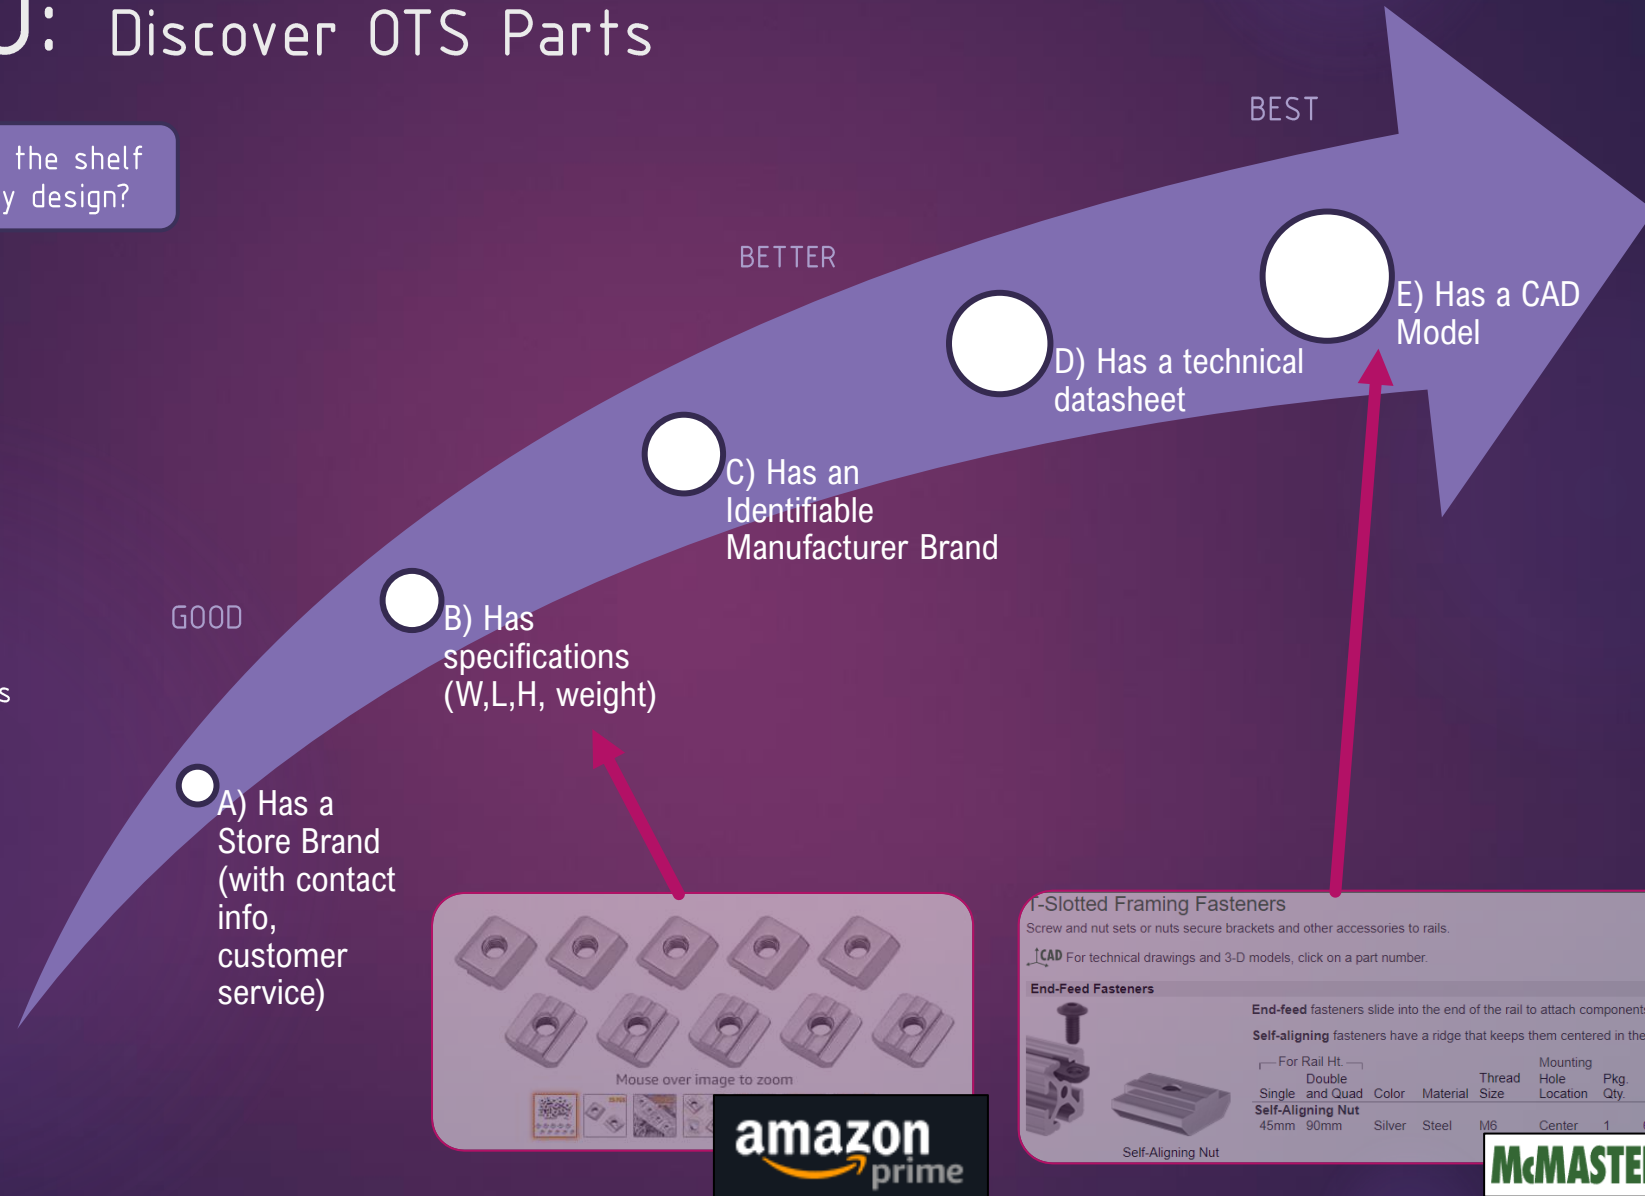 Discover OTS Parts
the shelf
y design?
BEST
BETTER
GOOD
E) Has a CAD
Model
D) Has a technical
datasheet
C) Has an
Identifiable
Manufacturer Brand
B) Has
specifications
(W,L,H, weight)
s
A) Has a
Store Brand
(with contact
info,
customer
service)
Mouse over image to zoom
amazon
prime
T-Slotted Framing Fasteners
Screw and nut sets or nuts secure brackets and other accessories to rails.
CAD For technical drawings and 3-D models, click on a part number.
End-Feed Fasteners
End-feed fasteners slide into the end of the rail to attach components
Self-aligning fasteners have a ridge that keeps them centered in the
For Rail Ht.
Mounting
Double
Thread
Hole
Pkg.
Single and Quad Color Material Size Location Qty.
Self-Aligning Nut
45mm 90mm Silver Steel M6 Center 1
Self-Aligning Nut
McMASTE